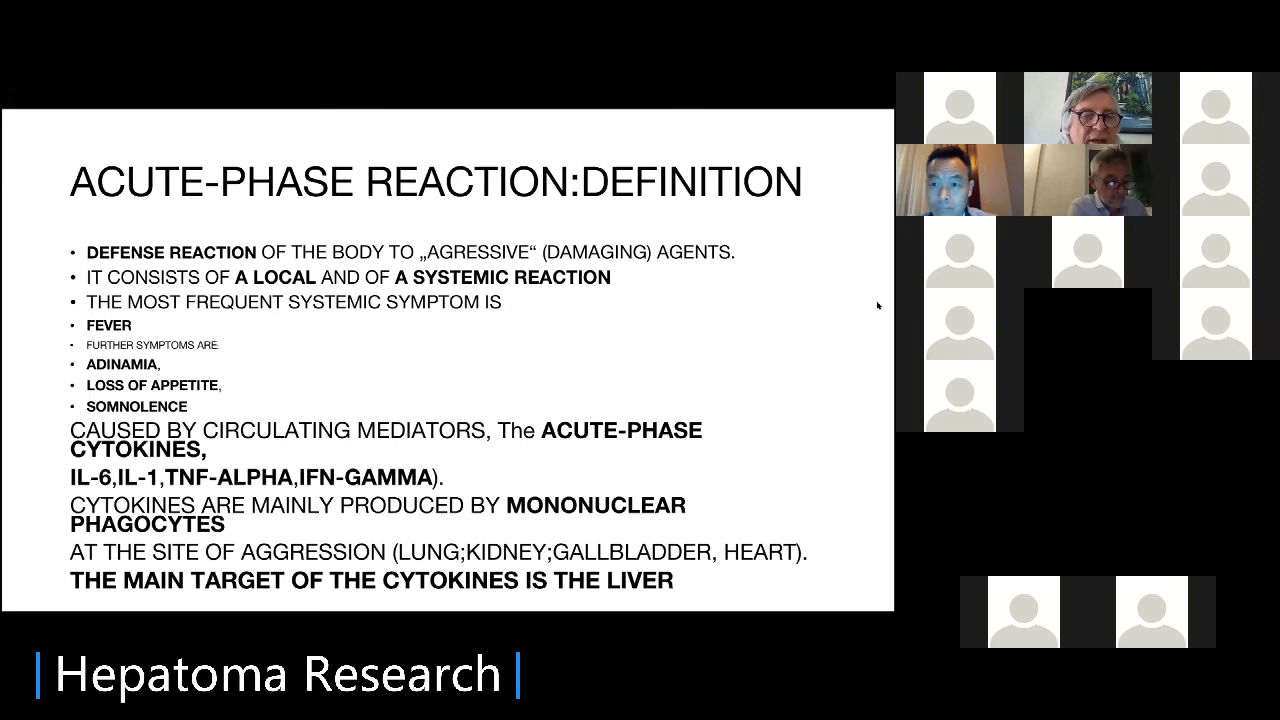 ACUTE-PHASE REACTION:DEFINITION
• DEFENSE REACTION OF THE BODY TO „AGRESSIVE“ (DAMAGING) AGENTS.
• IT CONSISTS OF A LOCAL AND OF A SYSTEMIC REACTION
• THE MOST FREQUENT SYSTEMIC SYMPTOM IS
• FEVER
• FURTHER SYMPTOMS ARE:
• ADINAMIA,
• LOSS OF APPETITE,
• SOMNOLENCE
CAUSED BY CIRCULATING MEDIATORS, The ACUTE-PHASE
CYTOKINES,
IL-6,IL-1,TNF-ALPHA,IFN-GAMMA).
CYTOKINES ARE MAINLY PRODUCED BY MONONUCLEAR
PHAGOCYTES
AT THE SITE OF AGGRESSION (LUNG;KIDNEY;GALLBLADDER, HEART).
THE MAIN TARGET OF THE CYTOKINES IS THE LIVER
| Hepatoma Research |